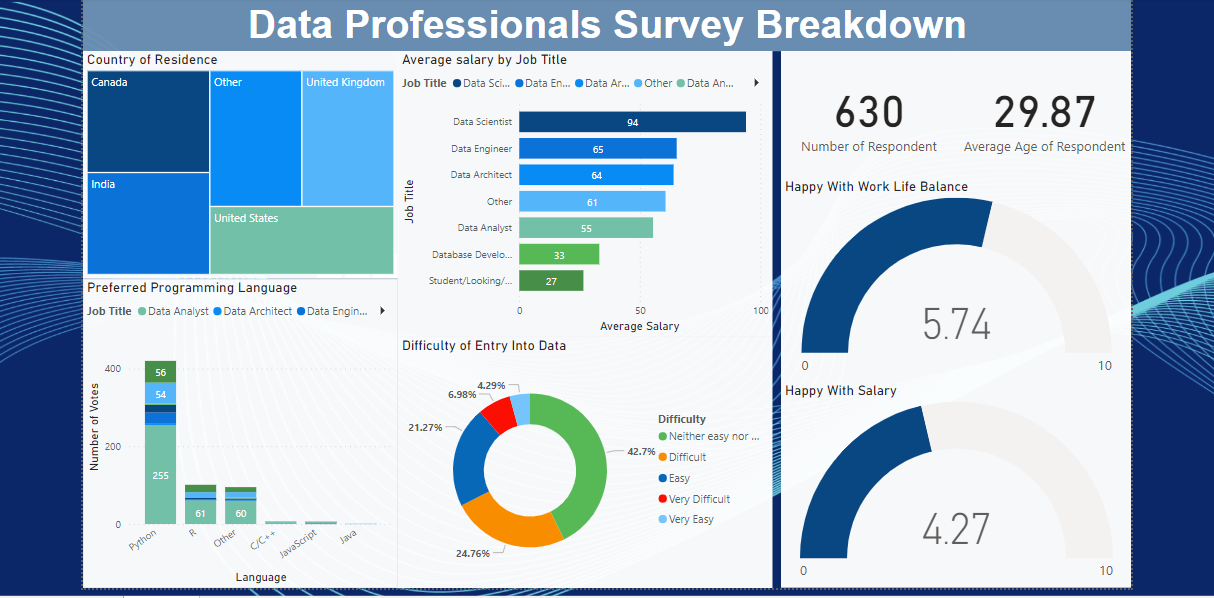 Data Professionals Survey Breakdown
Country of Residence
Canada
Other
United Kingdom
India
United States
Average salary by Job Title
Job Title Data Sci... Data En... Data Ar... Other Data An...
Job Title
Data Scientist 94
Data Engineer 65
Data Architect 64
Other 61
Data Analyst 55
Database Develo... 33
Student/Looking/... 27
0 50 100
Average Salary
630
Number of Respondent
29.87
Average Age of Respondent
Happy With Work Life Balance
5.74
0 10
Happy With Salary
4.27
0 10
Preferred Programming Language
Job Title Data Analyst Data Architect Data Engin...
Number of Votes
400
200
0
56
54
255
61
60
Python R Other C/C++ JavaScript Java
Language
Difficulty of Entry Into Data
4.29%
6.98%
21.27%
42.7%
24.76%
Difficulty
Neither easy nor ...
Difficult
Easy
Very Difficult
Very Easy